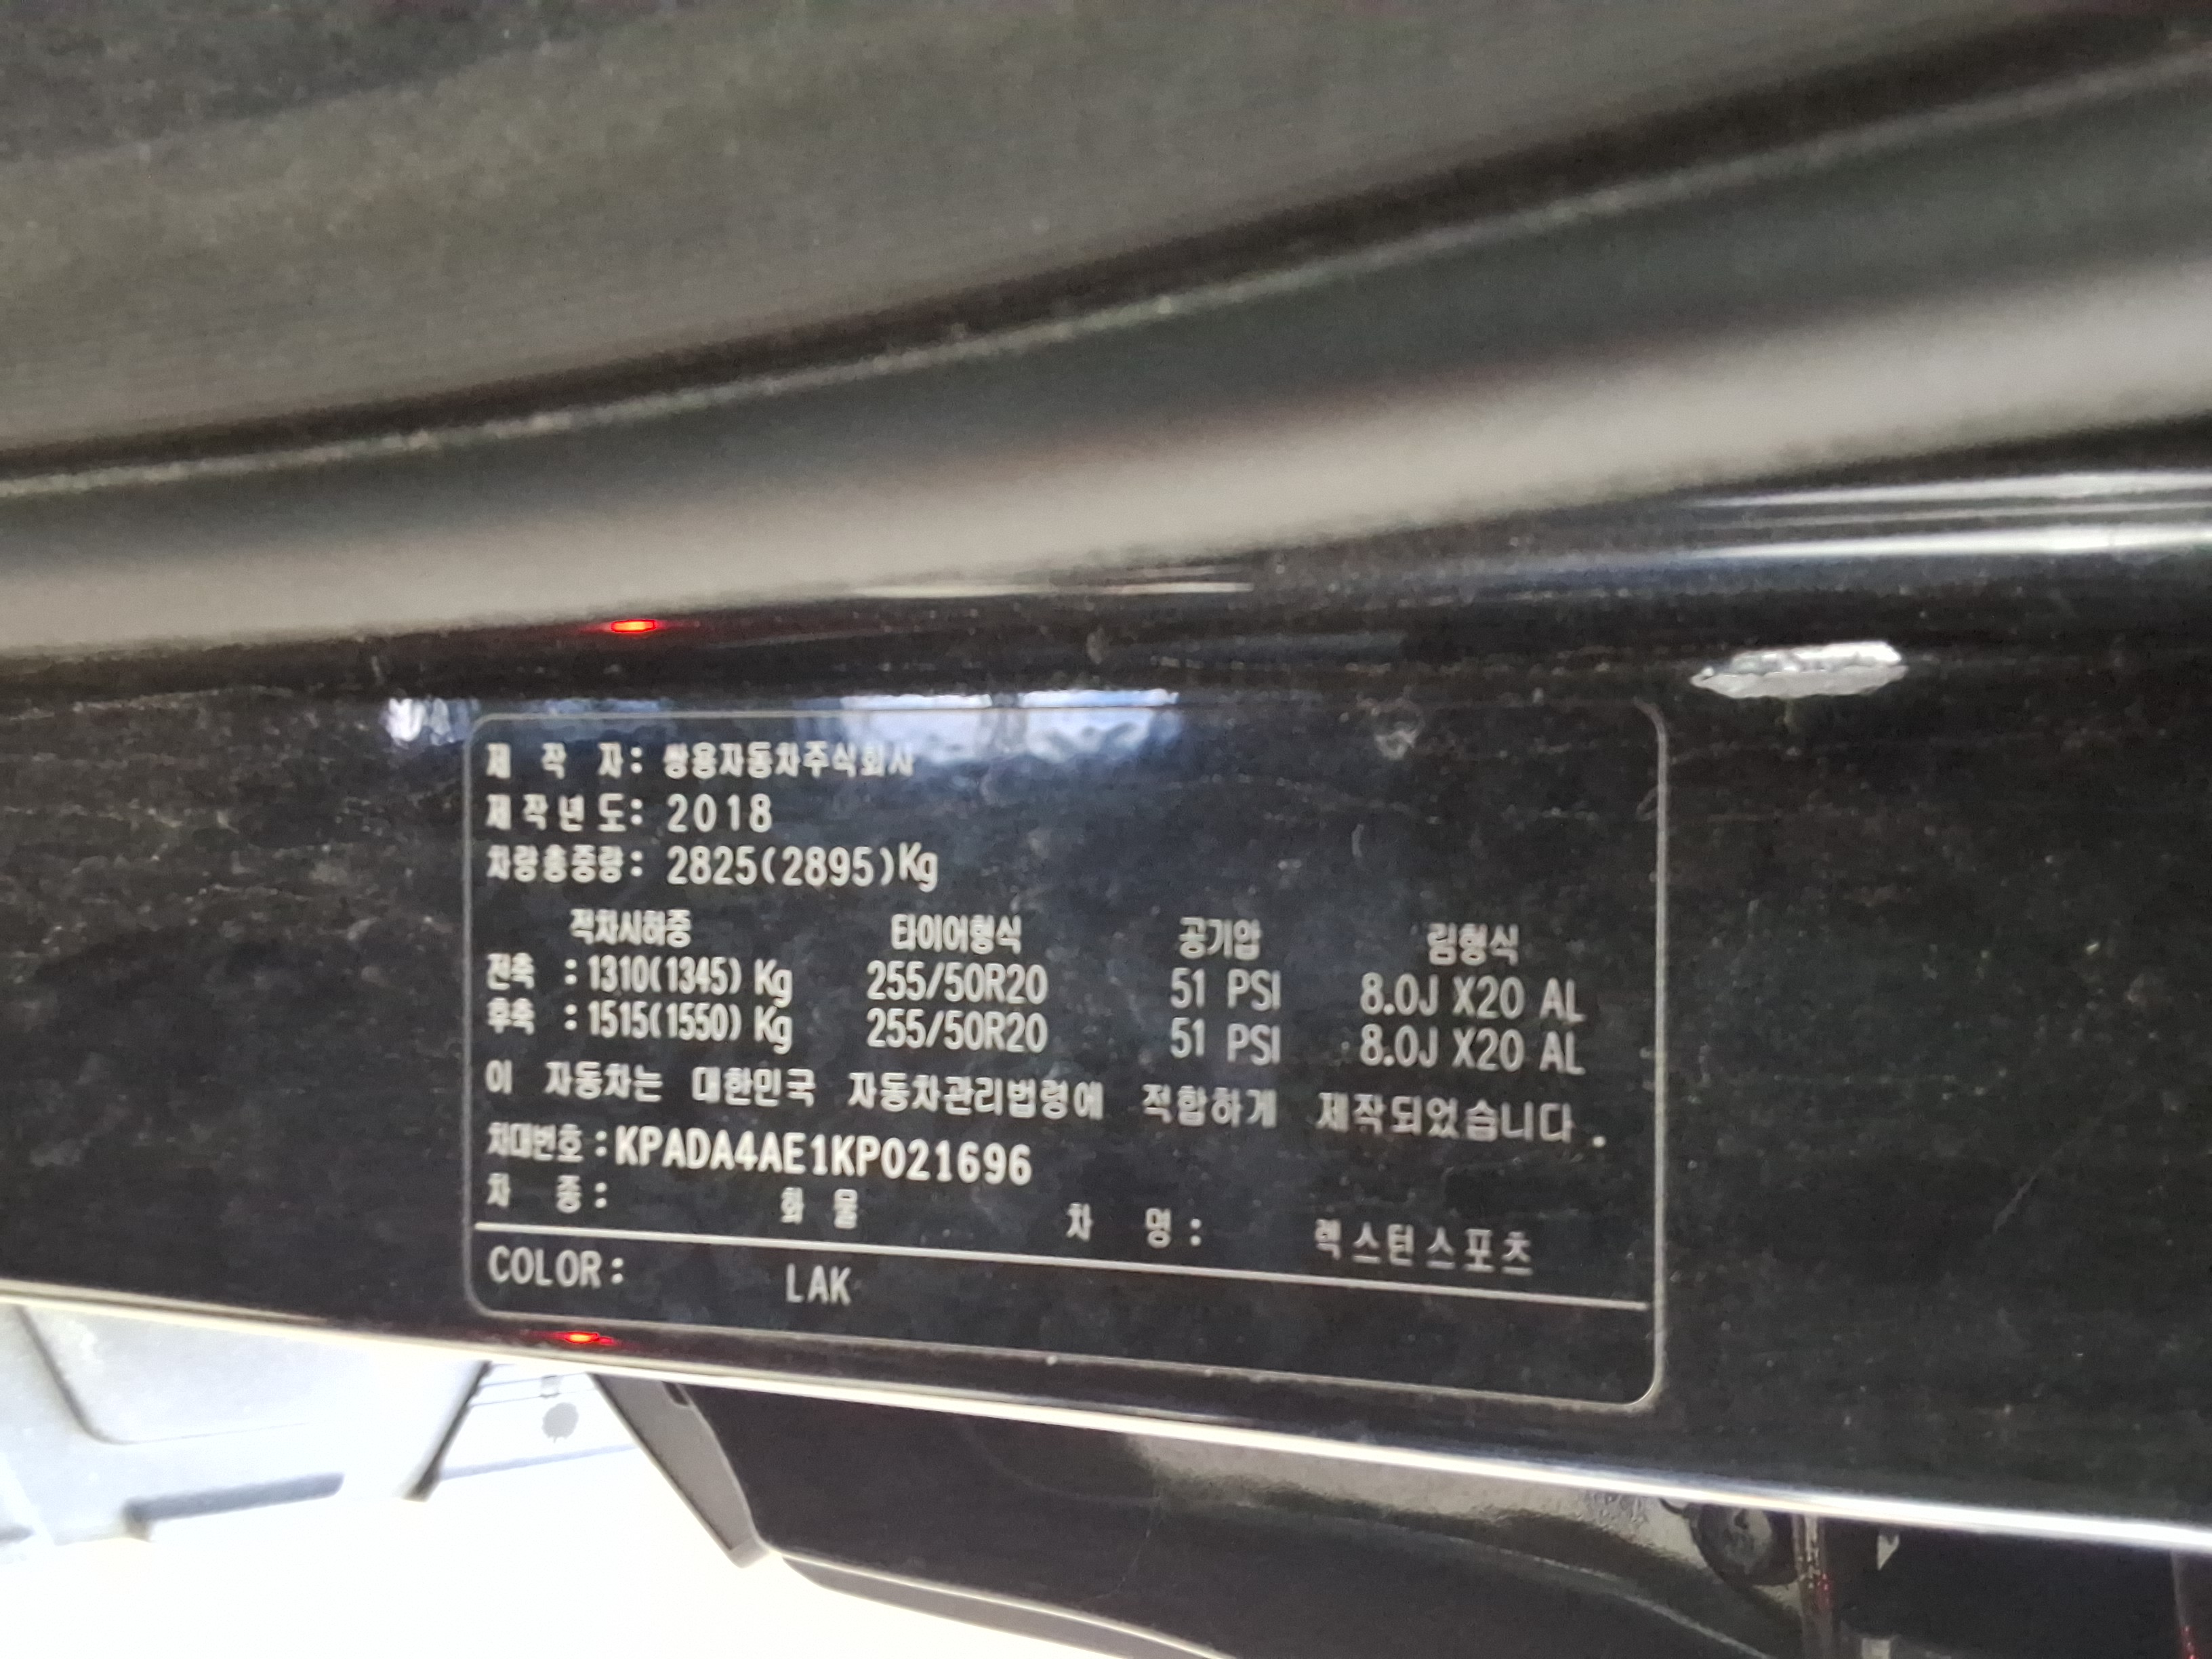 제 작 자: 쌍용자동차주식회사
제작년도: 2018
차량총중량: 2825(2895)Kg
적차시하중 타이어형식 공기압 림형식
전축 : 1310(1345) Kg 255/50R20 51 PSI 8.0J X20 AL
후축 : 1515(1550) Kg 255/50R20 51 PSI 8.0J X20 AL
이 자동차는 대한민국 자동차관리법령에 적합하게 제작되었습니다.
차대번호 : KPADA4AE1KP021696
차 종: 화 물 차 명: 렉스턴스포츠
COLOR: LAK